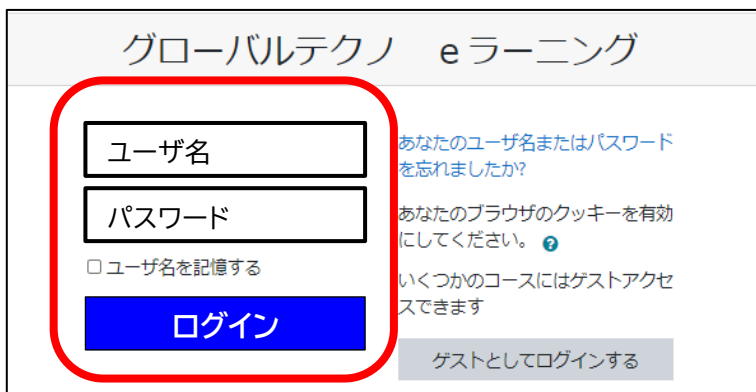 グローバルテクノ　eラーニング
ユーザ名
パスワード
ユーザ名を記憶する
ログイン
あなたのユーザ名またはパスワード
を忘れましたか?
あなたのブラウザのクッキーを有効
にしてください。
いくつかのコースにはゲストアクセ
スできます
ゲストとしてログインする